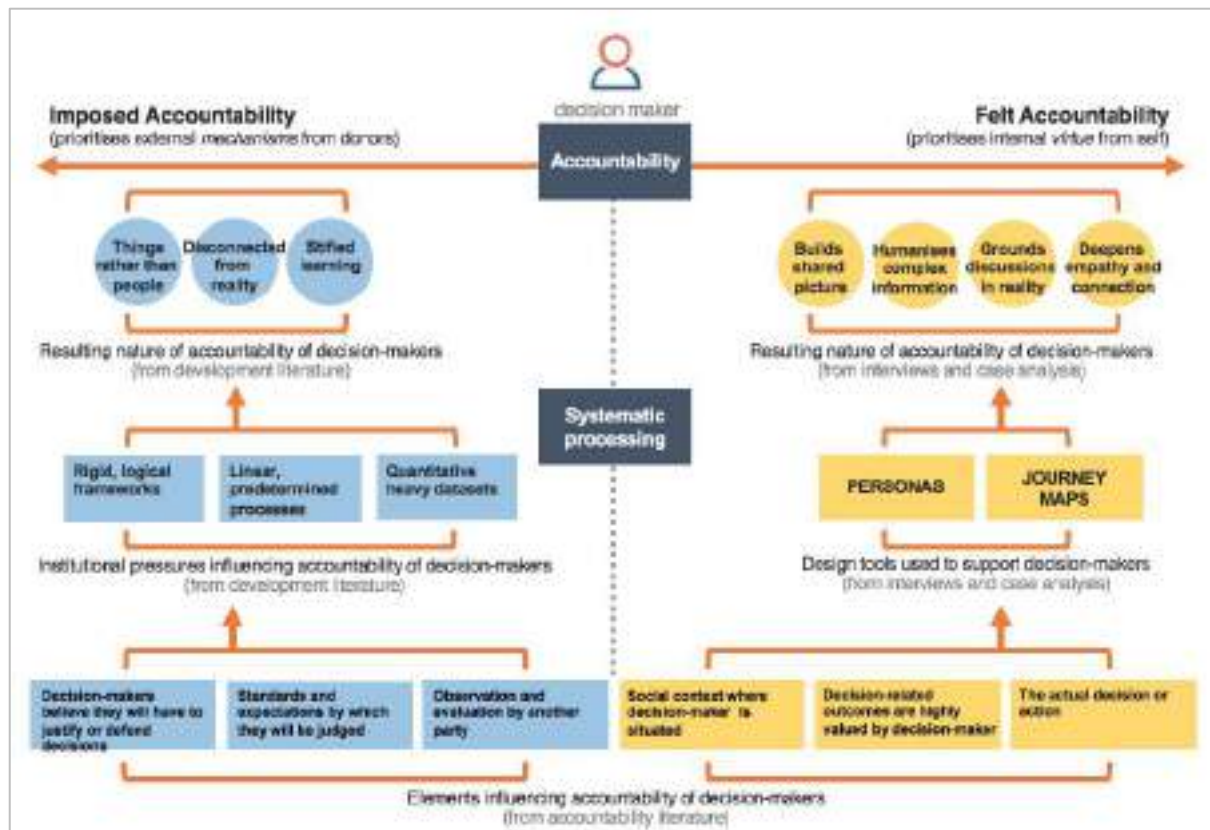 decision maker
Imposed Accountability
(prioritises external mechanisms from donors)
Accountability
Felt Accountability
(prioritises internal virtue from self)
Things
rather than
people
Disconnected
from
reality
Stifled
learning
Builds
shared
picture
Humanises
complex
information
Grounds
discussions
in reality
Deepens
empathy and
connection
Resulting nature of accountability of decision-makers
(from development literature)
Resulting nature of accountability of decision-makers
(from interviews and case analysis)
Systematic
processing
Rigid, logical
frameworks
Linear,
predetermined
processes
Quantitative
heavy datasets
PERSONAS
JOURNEY
MAPS
Institutional pressures influencing accountability of decision-makers
(from development literature)
Design tools used to support decision-makers
(from interviews and case analysis)
Decision-makers
believe they will have to
justify or defend
decisions
Standards and
expectations by which
they will be judged
Observation and
evaluation by another
party
Social context where
decision-maker is
situated
Decision-related
outcomes are highly
valued by decision-maker
The actual decision or
action
Elements influencing accountability of decision-makers
(from accountability literature)